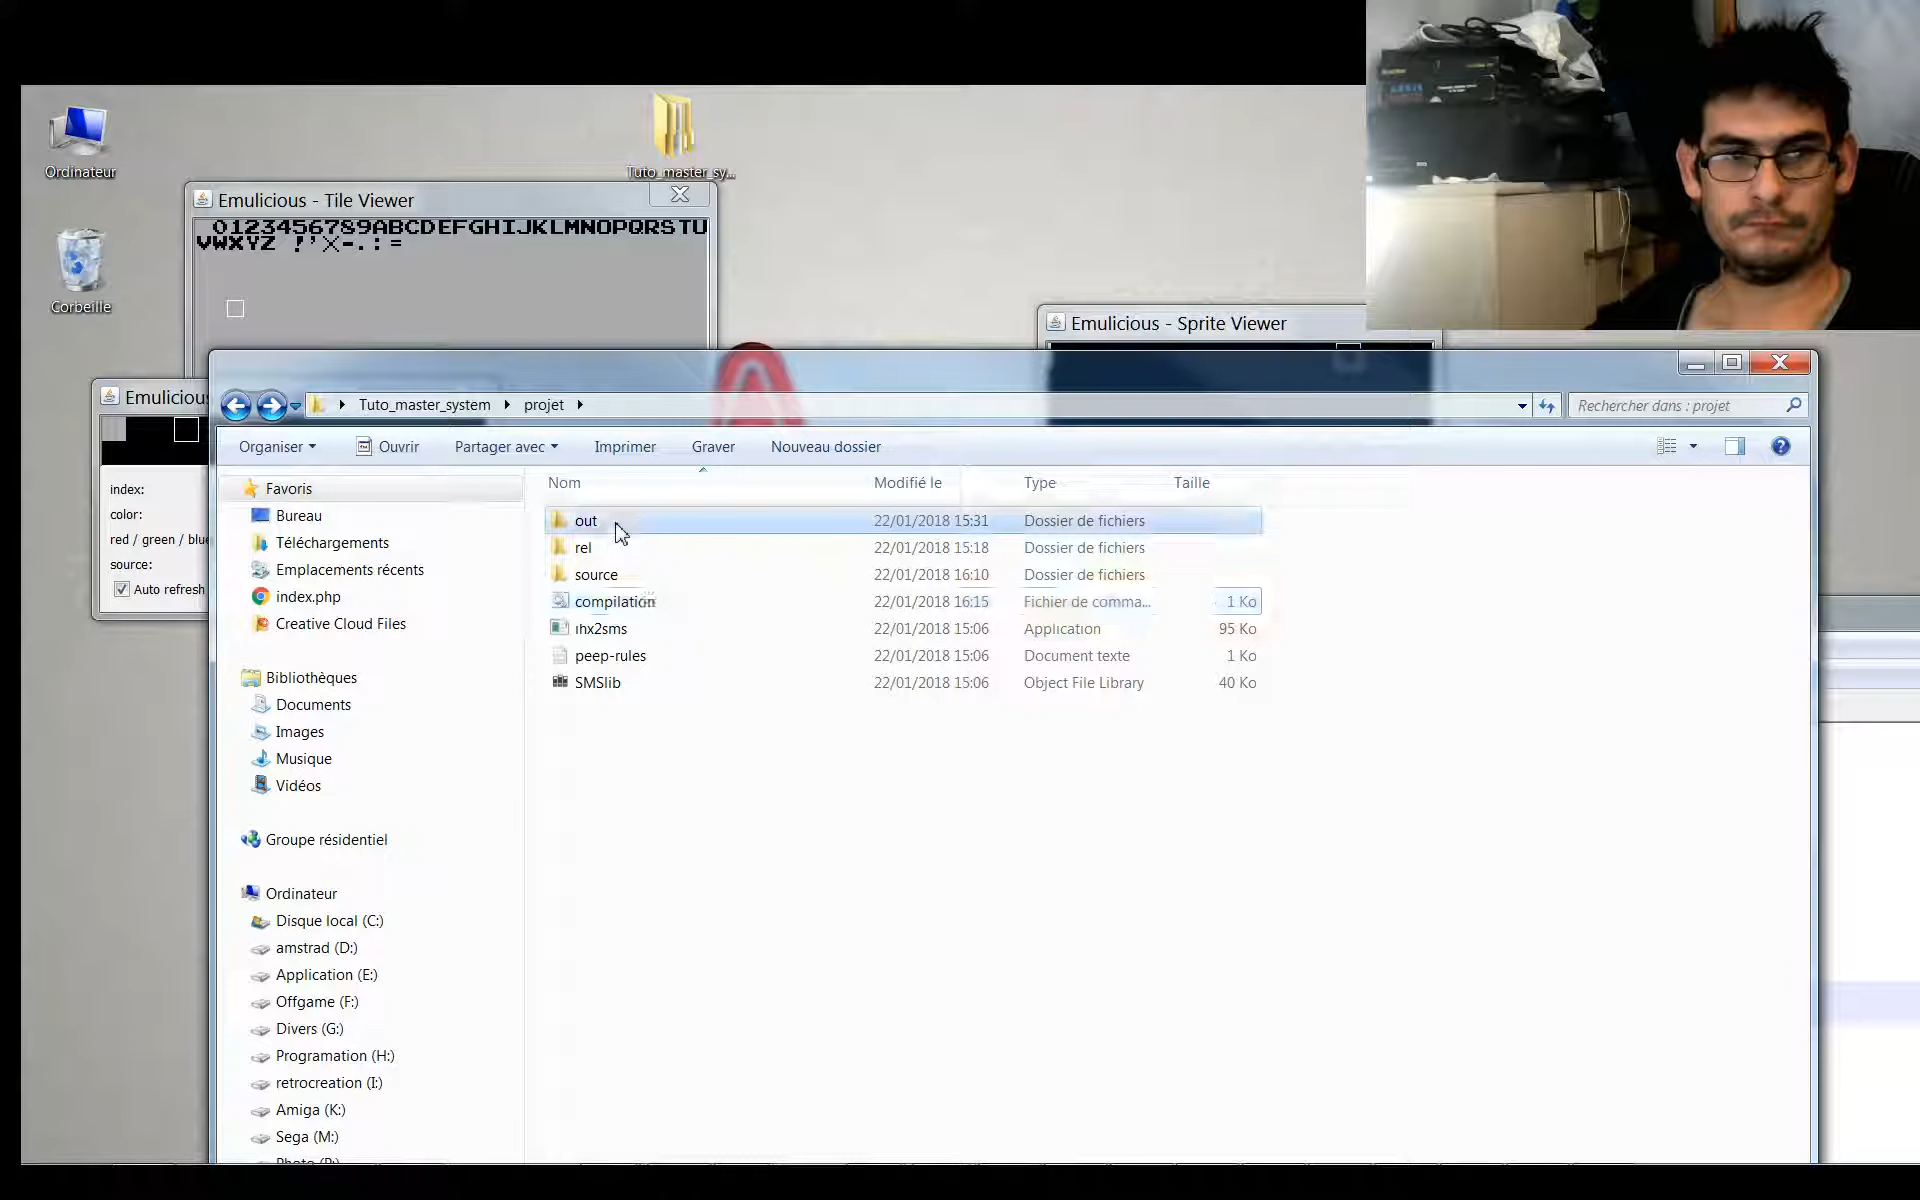 Ordinateur
Corbeille
Tuto_master_sy...
Emulicious - Tile Viewer
0123456789ABCDEFGHIJKLMNOPQRSTU
VWXYZ !'×-.:=
Emulicious - Sprite Viewer
Emulicious
index:
color:
red / green / blue
source:
Auto refresh
Tuto_master_system
projet
Rechercher dans : projet
Organiser
Ouvrir
Partager avec
Imprimer
Graver
Nouveau dossier
Favoris
Bureau
Téléchargements
Emplacements récents
index.php
Creative Cloud Files
Bibliothèques
Documents
Images
Musique
Vidéos
Groupe résidentiel
Ordinateur
Disque local (C:)
amstrad (D:)
Application (E:)
Offgame (F:)
Divers (G:)
Programation (H:)
retrocreation (I:)
Amiga (K:)
Sega (M:)
Nom Modifié le Type Taille
out 22/01/2018 15:31 Dossier de fichiers
rel 22/01/2018 15:18 Dossier de fichiers
source 22/01/2018 16:10 Dossier de fichiers
compilation 22/01/2018 16:15 Fichier de comma... 1 Ko
ihx2sms 22/01/2018 15:06 Application 95 Ko
peep-rules 22/01/2018 15:06 Document texte 1 Ko
SMSlib 22/01/2018 15:06 Object File Library 40 Ko